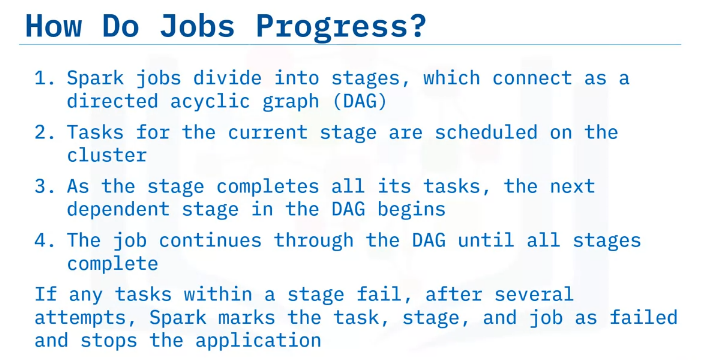 How Do Jobs Progress?
1. Spark jobs divide into stages, which connect as a
directed acyclic graph (DAG)
2. Tasks for the current stage are scheduled on the
cluster
3. As the stage completes all its tasks, the next
dependent stage in the DAG begins
4. The job continues through the DAG until all stages
complete
If any tasks within a stage fail, after several
attempts, Spark marks the task, stage, and job as failed
and stops the application